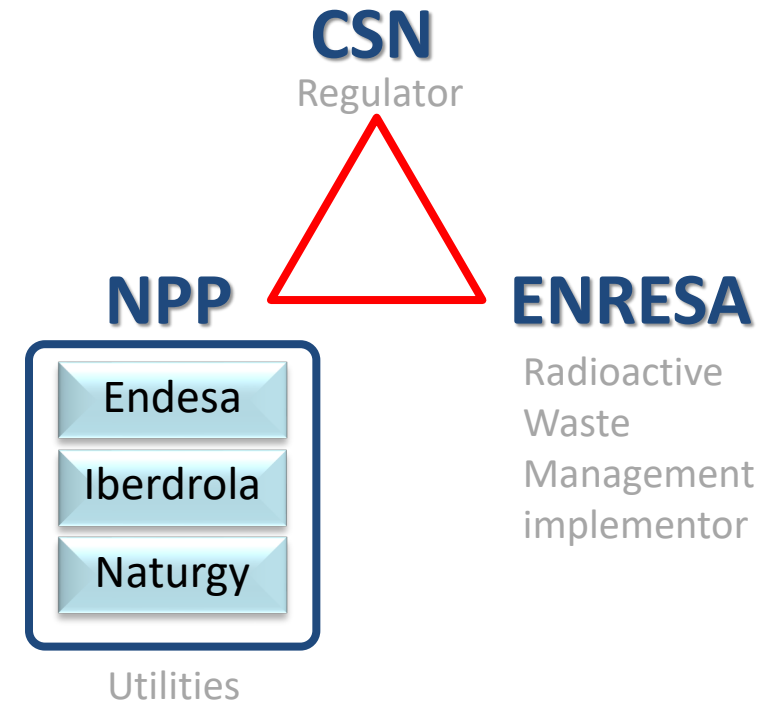 CSN
Regulator
NPP
Endesa
Iberdrola
Naturgy
Utilities
ENRESA
Radioactive
Waste
Management
implementor